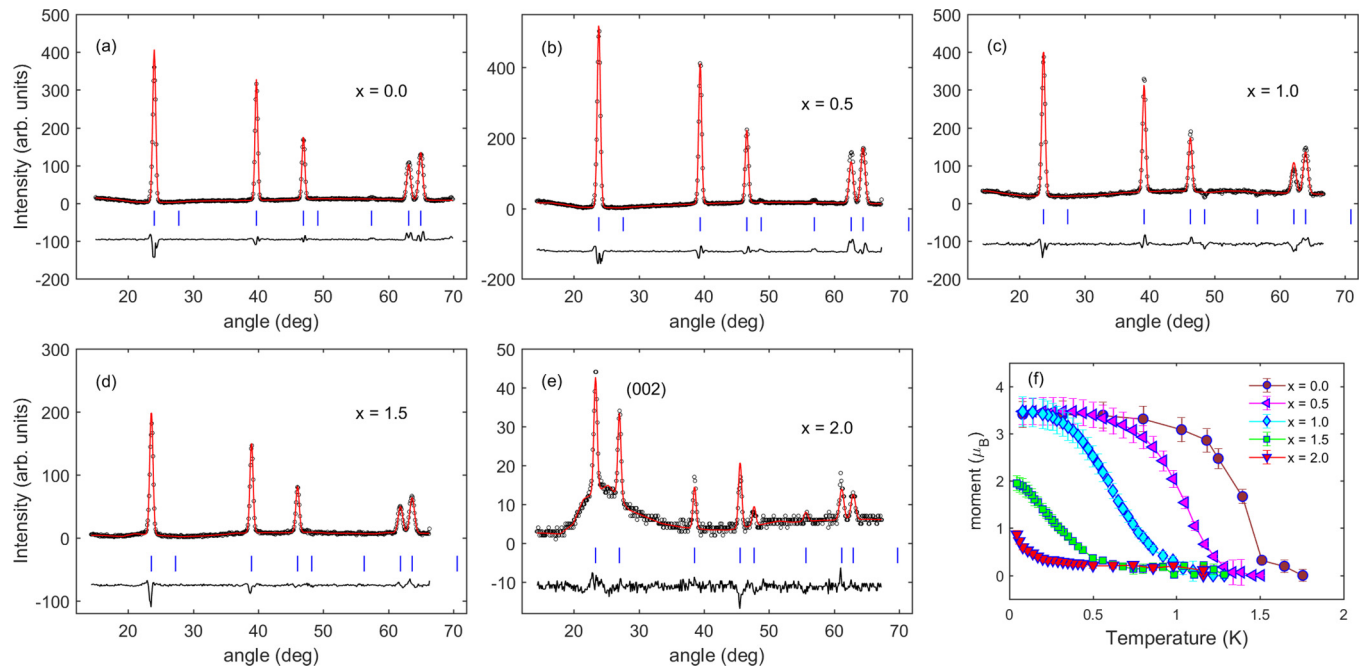 (a)
x = 0.0
Intensity (arb. units)
500
400
300
200
100
0
-100
-200
20
30
40
50
60
70
angle (deg)
(b)
x = 0.5
400
200
0
-200
20
30
40
50
60
70
angle (deg)
(c)
x = 1.0
500
400
300
200
100
0
-100
-200
20
30
40
50
60
70
angle (deg)
(d)
x = 1.5
Intensity (arb. units)
300
200
100
0
-100
20
30
40
50
60
70
angle (deg)
(e)
(002)
x = 2.0
50
40
30
20
10
0
-10
20
30
40
50
60
70
angle (deg)
(f)
x = 0.0
x = 0.5
x = 1.0
x = 1.5
x = 2.0
moment (μB)
4
3
2
1
0
0
0.5
1
1.5
2
Temperature (K)